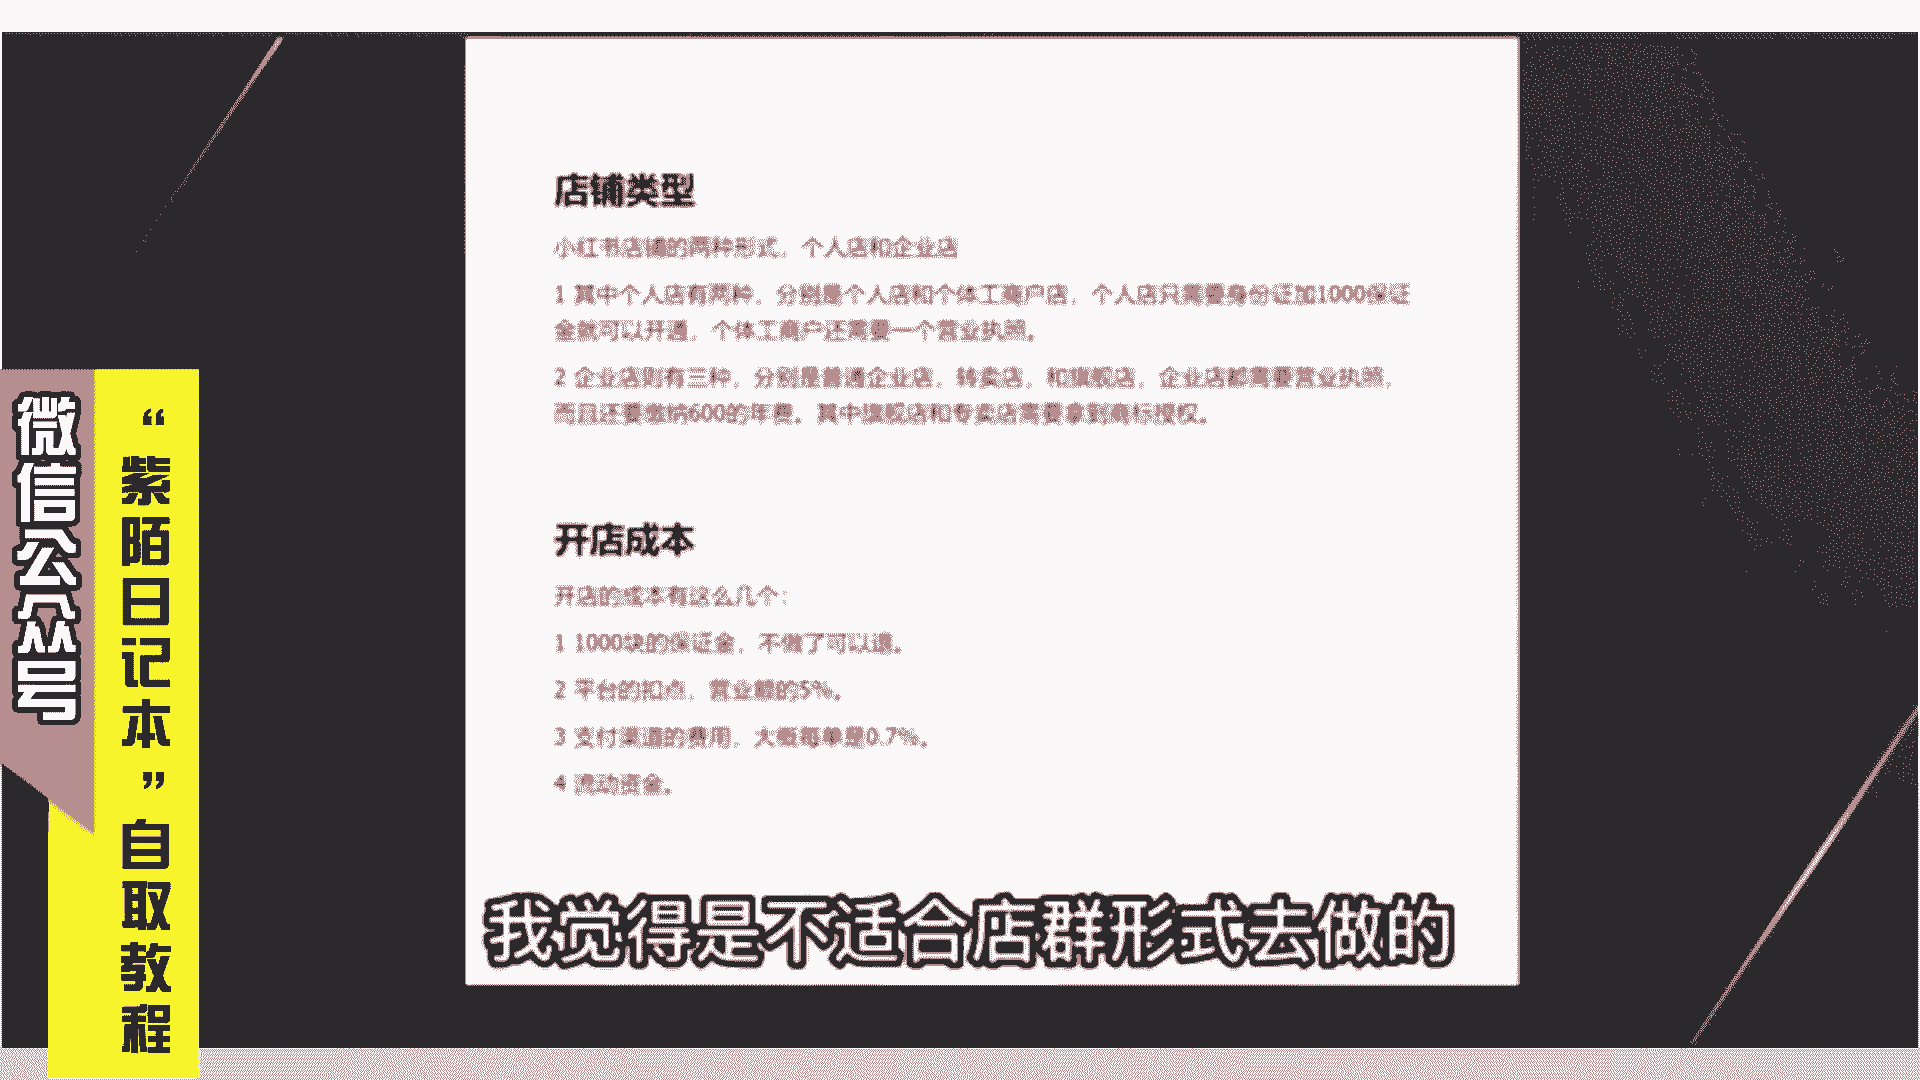 店铺类型
小红书店铺的两种形式，个人店和企业店
1 其中个人店有两种，分别是个人店和个体工商户店，个人店只需要身份证加1000保证
金就可以开通，个体工商户还需要一个营业执照。
2 企业店则有三种，分别是普通企业店，转卖店，和旗舰店，企业店都需要营业执照，
而且还要缴纳600的年费。其中旗舰店和专卖店需要拿到商标授权。
开店成本
开店的成本有这么几个：
1 1000块的保证金，不做了可以退。
2 平台的扣点，营业额的5%。
3 支付渠道的费用，大概每单是0.7%。
4 流动资金。
我觉得是不适合店群形式去做的
微信公众号
“紫陌日记本”自取教程